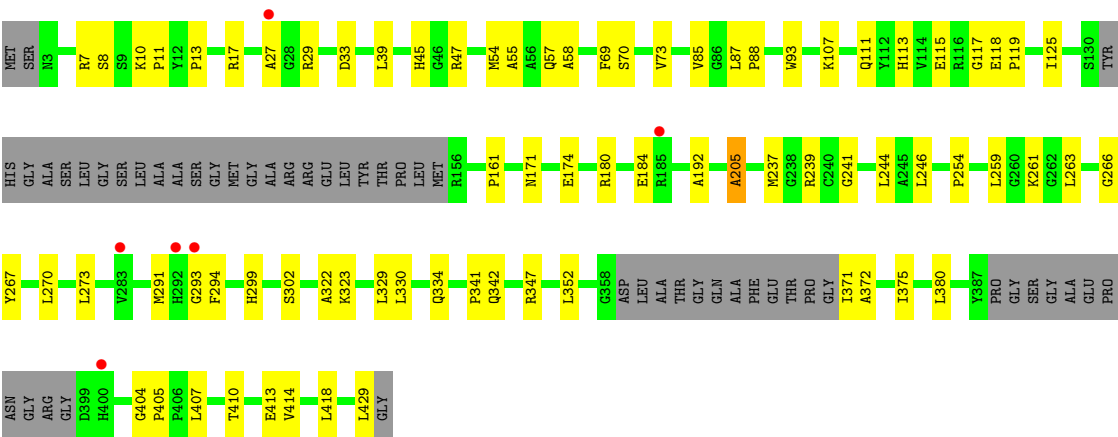 MET SER N3 R7 S8 S9 K10 P11 Y12 P13 R17 A27 G28 R29 D33 L39 H45 G46 R47 M54 A55 A56 Q57 A58 F69 S70 V73 V85 G86 L87 P88 W93 K107 Q111 Y112 H113 V114 E115 R116 G117 E118 P119 I125 S130 TYR
HIS GLY ALA SER LEU GLY SER LEU ALA ALA SER GLY MET GLY ALA ARG ARG GLU LEU TYR THR PRO LEU MET R156 P161 N171 E174 R180 E184 R185 A192 A205 M237 G238 R239 C240 G241 L244 A245 L246 P254 L259 G260 K261 G262 L263 G266
Y267 L270 L273 V283 M291 H292 G293 F294 H299 S302 A322 K323 L329 L330 Q334 P341 Q342 R347 L352 G358 ASP LEU ALA THR GLY GLN ALA PHE GLU THR PRO GLY I371 A372 I375 L380 Y387 PRO GLY SER GLY ALA GLU PRO
ASN GLY ARG GLY D399 H400 G404 P405 P406 L407 T410 E413 V414 L418 L429 GLY